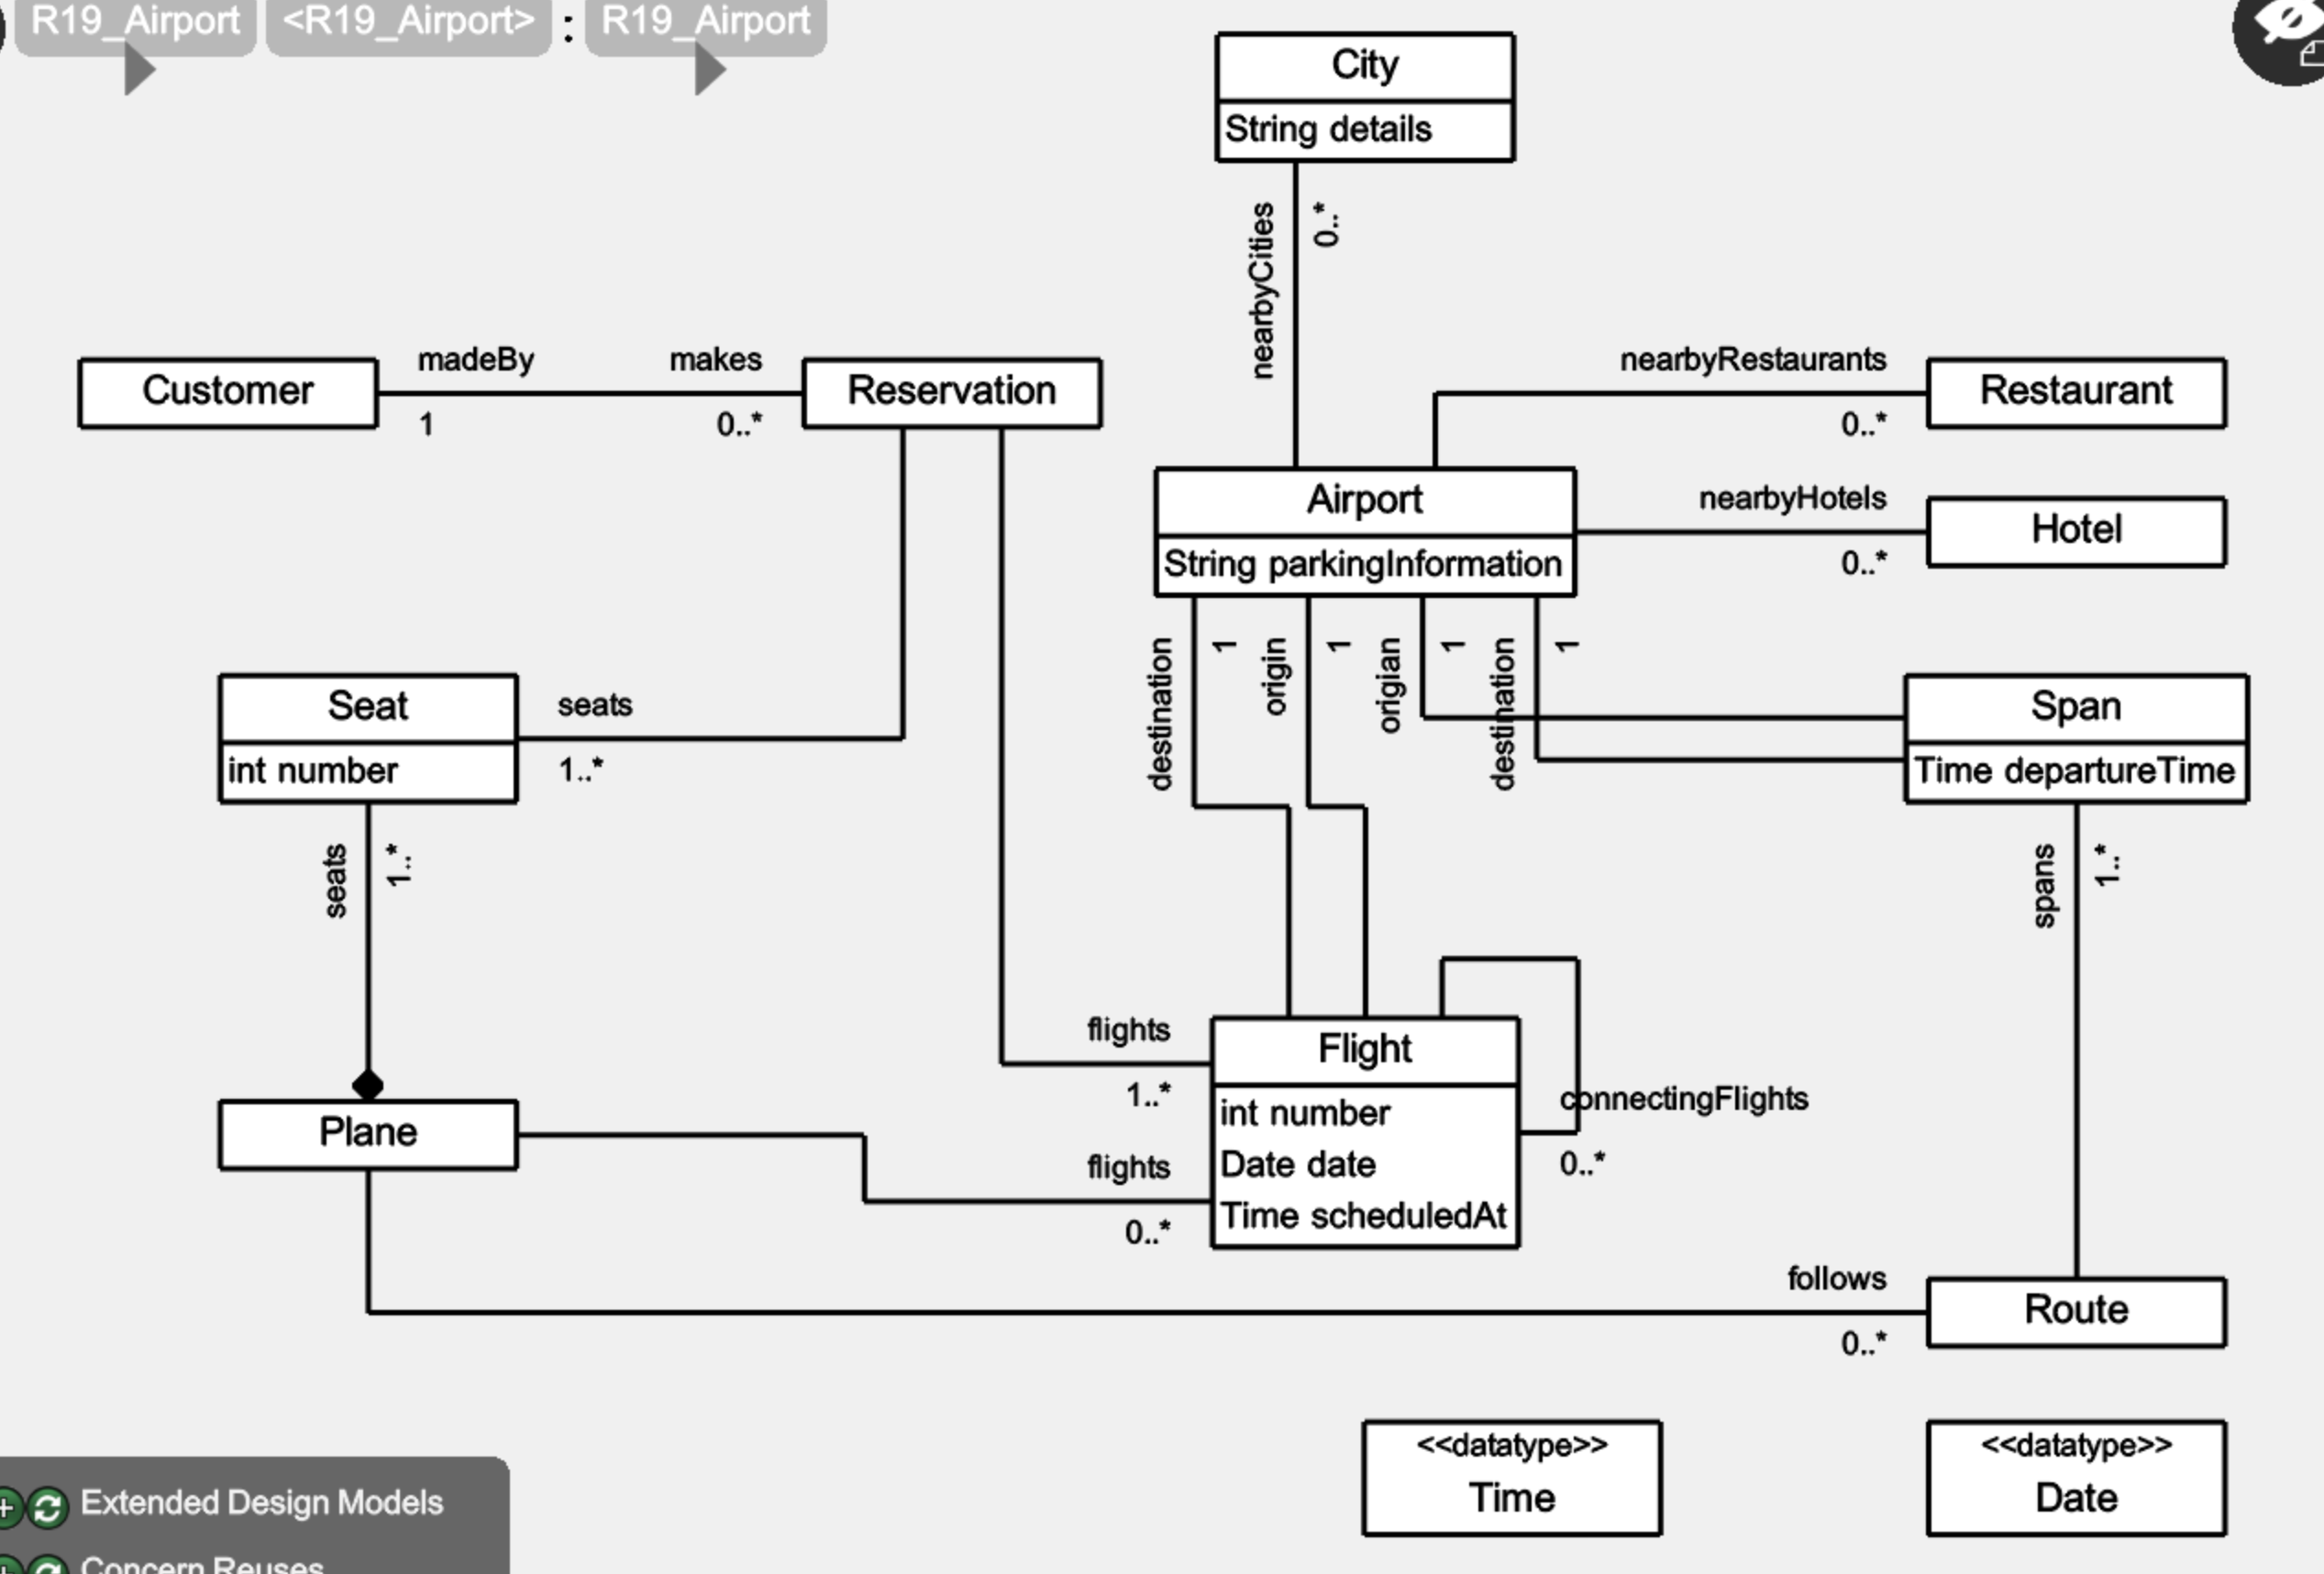 R19_Airport <R19_Airport> : R19_Airport
City
String details
nearbyCities
0..*
Customer
madeBy
1
makes
0..*
Reservation
nearbyRestaurants
0..*
Restaurant
Airport
String parkingInformation
nearbyHotels
0..*
Hotel
destination
1
origin
1
origian
1
destination
1
Seat
int number
seats
1..*
Span
Time departureTime
seats
1..*
spans
1..*
flights
1..*
Flight
int number
Date date
Time scheduledAt
connectingFlights
0..*
Plane
flights
0..*
follows
0..*
Route
<<datatype>>
Time
<<datatype>>
Date
Extended Design Models
Concern Reuses